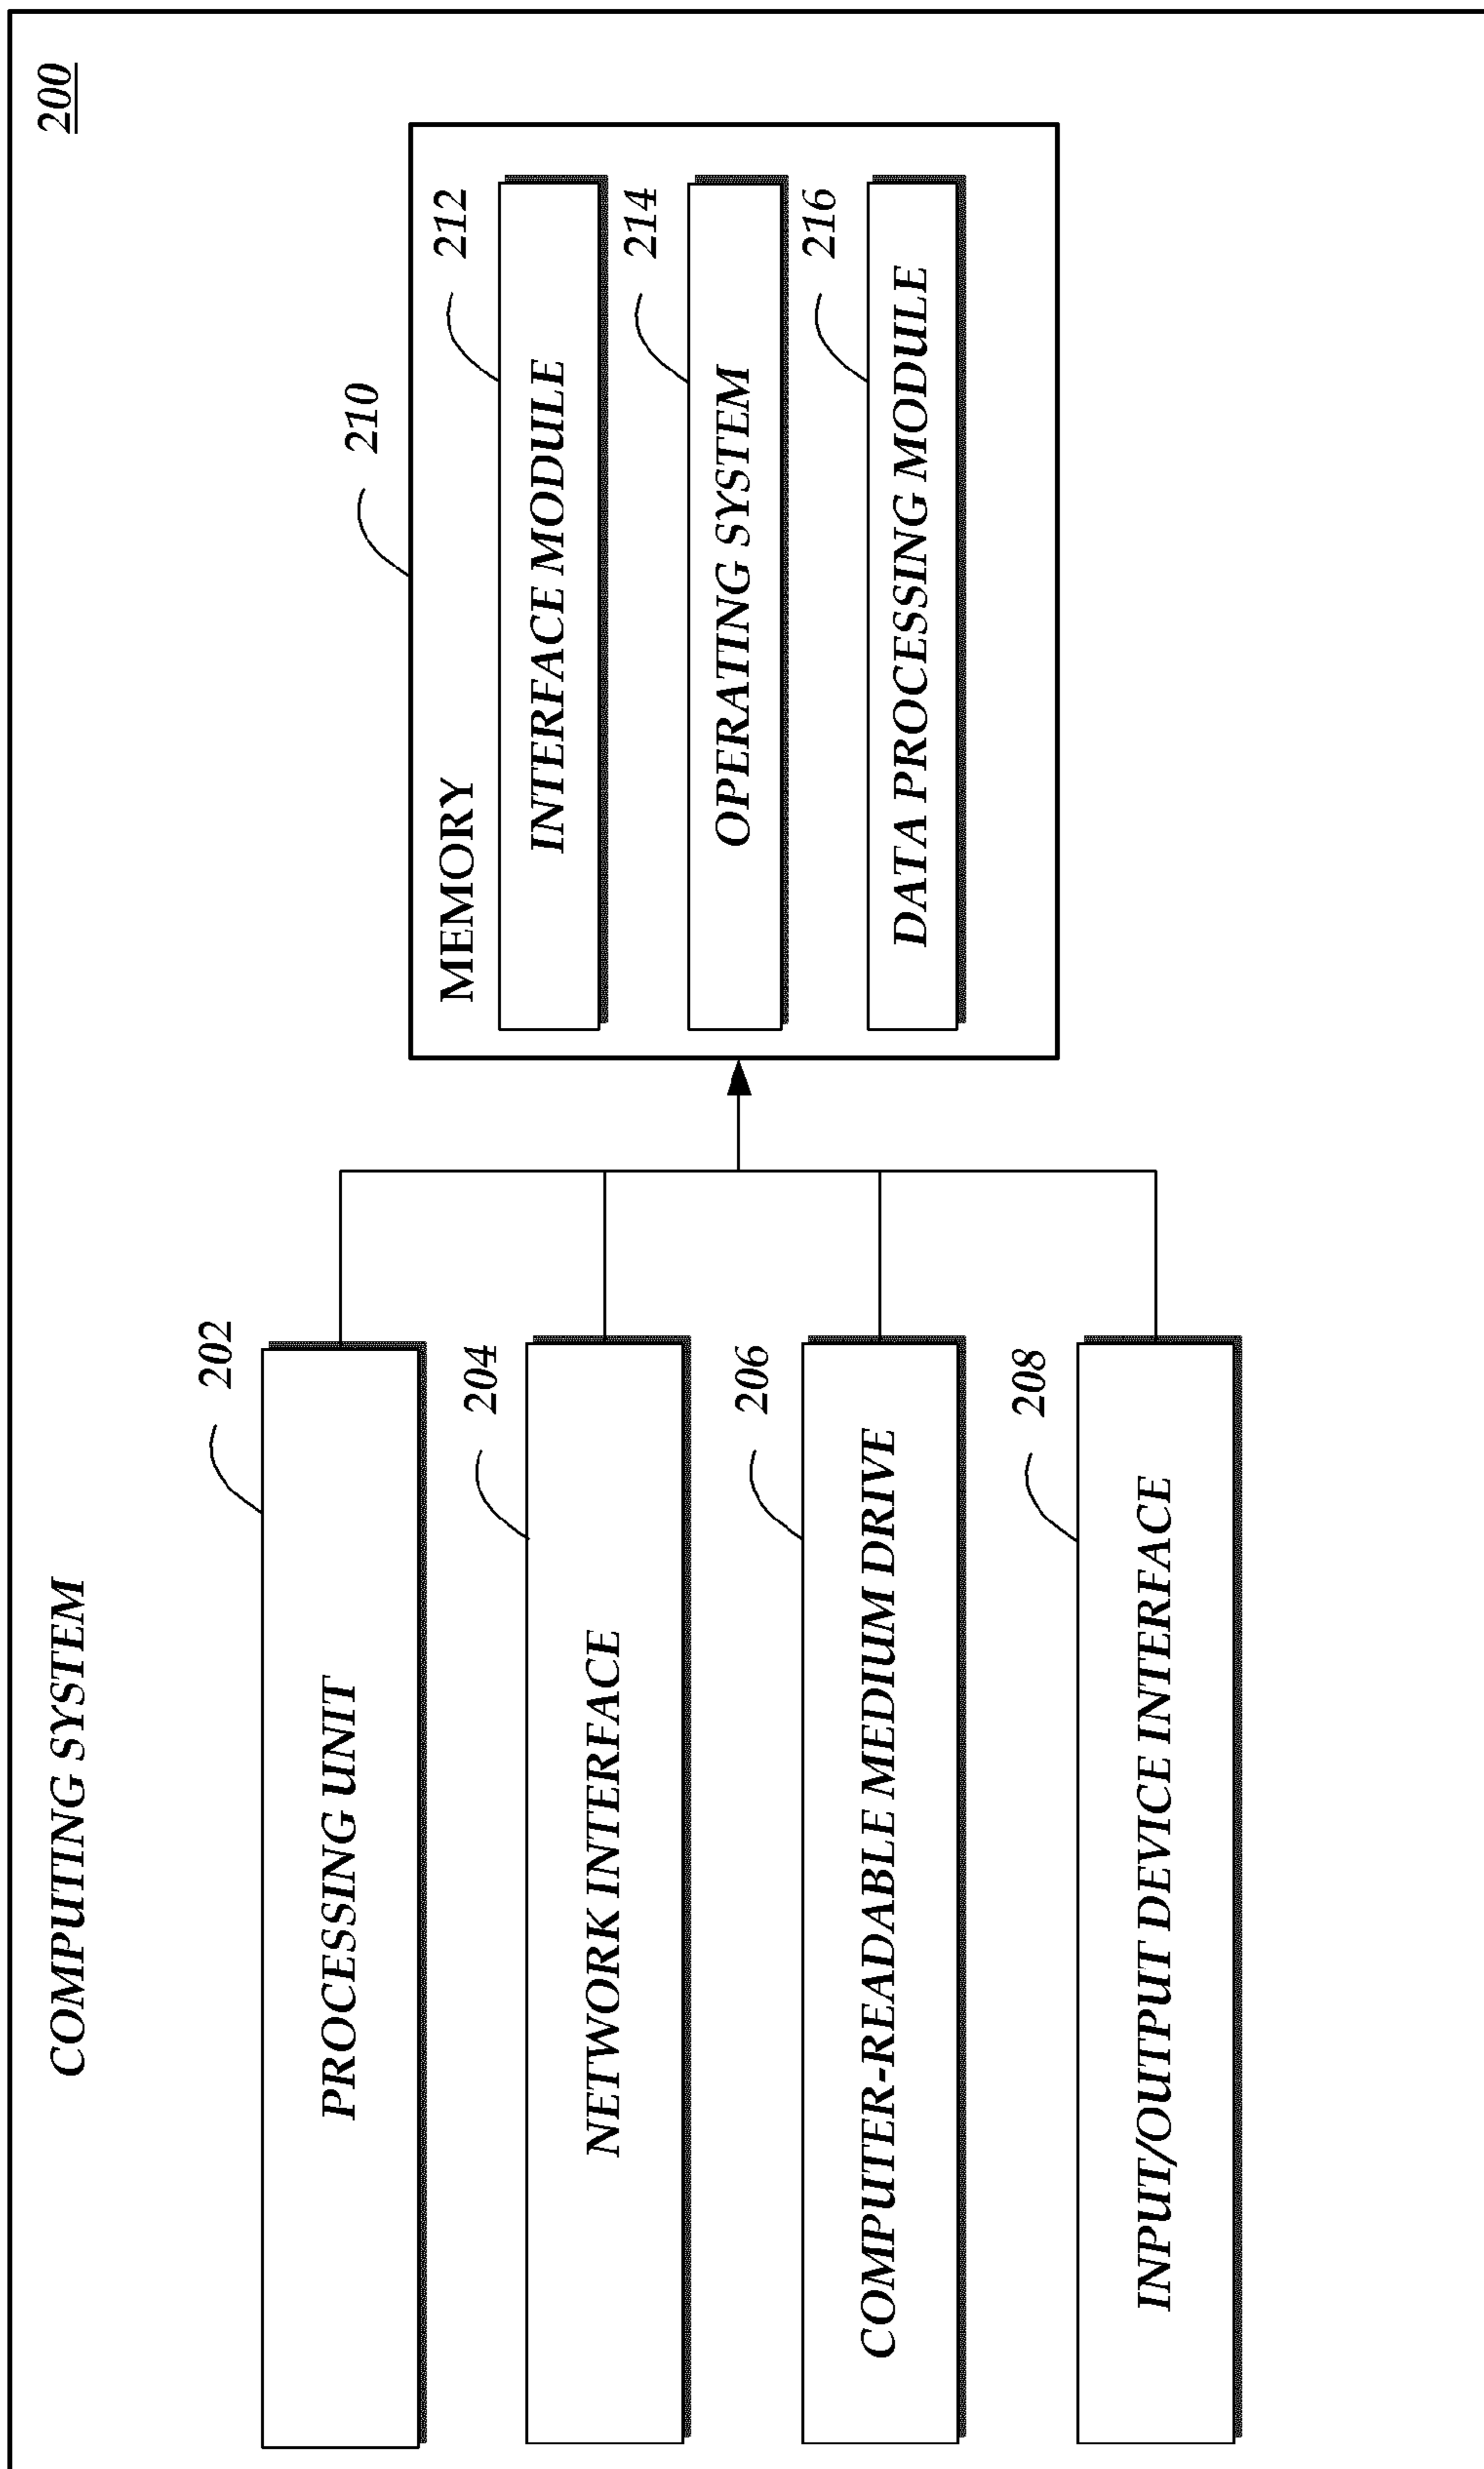 COMPUTING SYSTEM
200
202
PROCESSING UNIT
204
NETWORK INTERFACE
206
COMPUTER-READABLE MEDIUM DRIVE
208
INPUT/OUTPUT DEVICE INTERFACE
210
MEMORY
212
INTERFACE MODULE
214
OPERATING SYSTEM
216
DATA PROCESSING MODULE